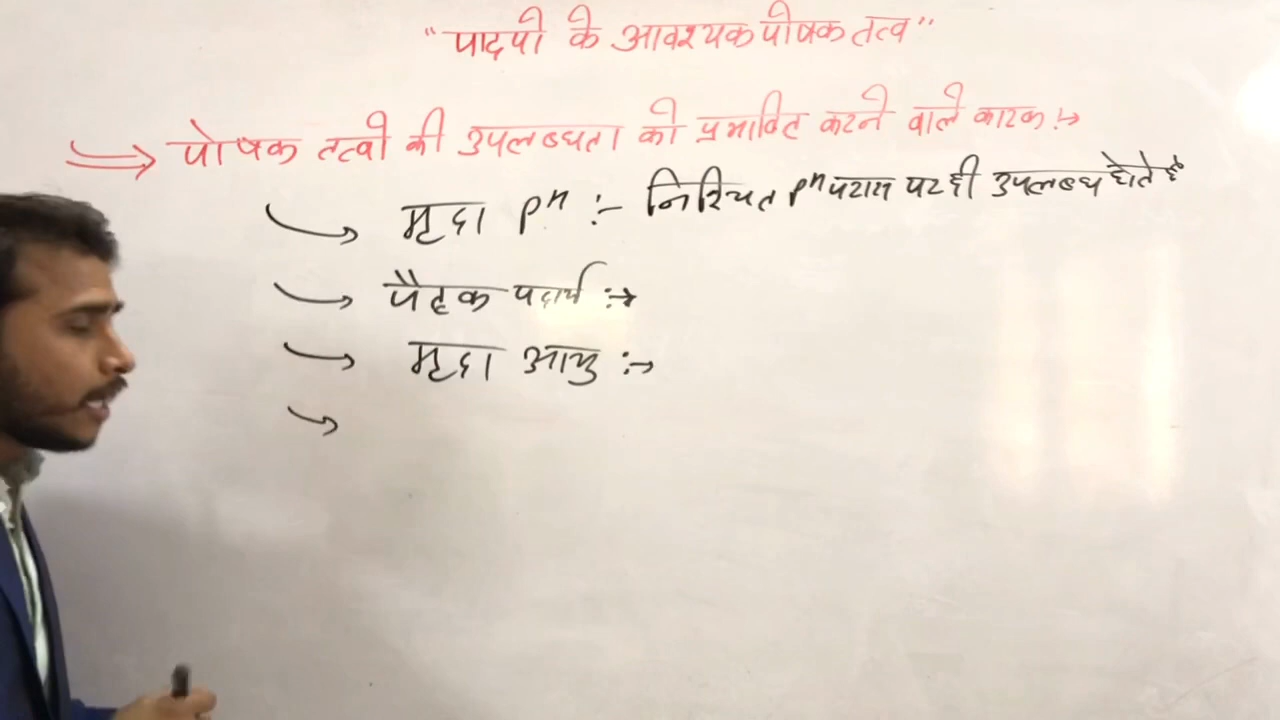 "पादपो के आवश्यक पोषक तत्व"
पोषक तत्वो की उपलब्धता को प्रभावित करने वाले कारक :→
मृदा pH :- निश्चित pH परास पर ही उपलब्ध होते है
पैतृक पदार्थ :→
मृदा आयु :→